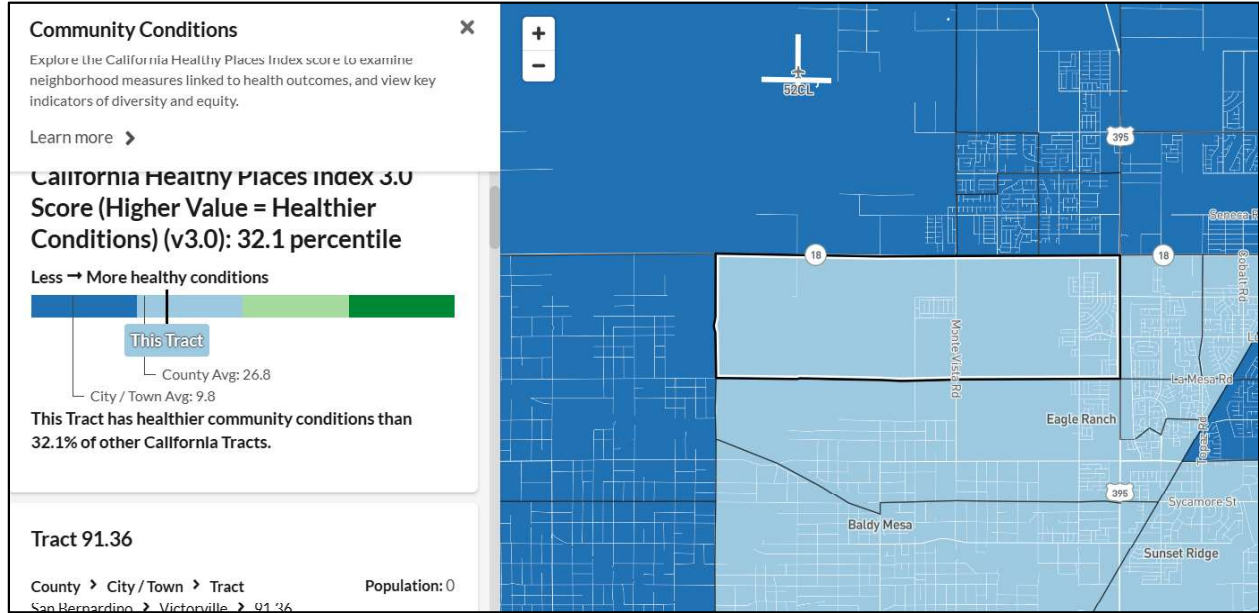 Community Conditions
Explore the California Healthy Places Index score to examine
neighborhood measures linked to health outcomes, and view key
indicators of diversity and equity.
Learn more
California Healthy Places Index 3.0
Score (Higher Value = Healthier
Conditions) (v3.0): 32.1 percentile
Less → More healthy conditions
This Tract
County Avg: 26.8
City / Town Avg: 9.8
This Tract has healthier community conditions than
32.1% of other California Tracts.
Tract 91.36
County > City / Town > Tract
Population: 0
San Bernardino > Victorville > 91.36
+
−
52CL
395
Seneca
18
18
Cobalt Rd
Monte Vista Rd
La Mesa Rd
Eagle Ranch
Topaz Rd
395
Sycamore St
Baldy Mesa
Sunset Ridge